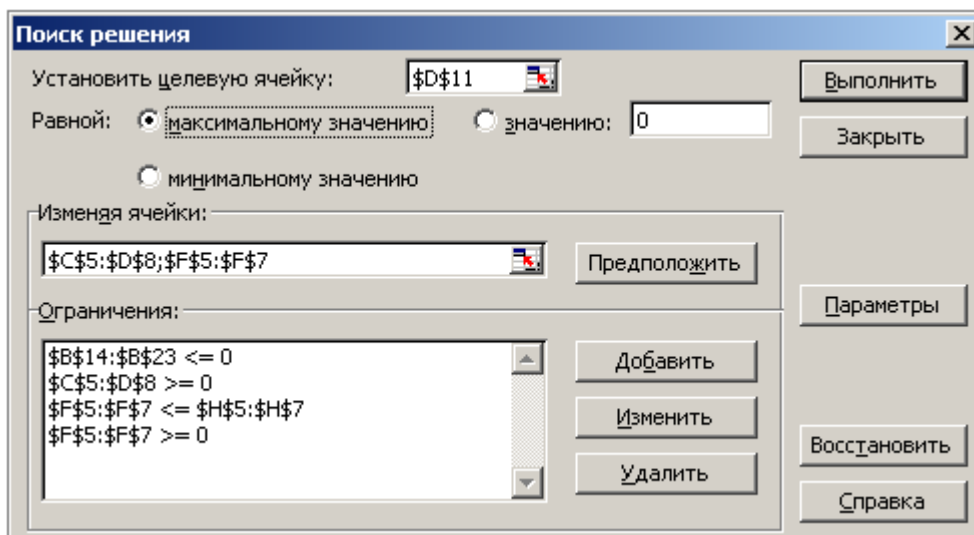 Поиск решения
Установить целевую ячейку: $D$11
Выполнить
Равной: максимальному значению значению: 0
Закрыть
минимальному значению
Изменяя ячейки:
$C$5:$D$8;$F$5:$F$7
Предположить
Параметры
Ограничения:
$B$14:$B$23 <= 0
$C$5:$D$8 >= 0
$F$5:$F$7 <= $H$5:$H$7
$F$5:$F$7 >= 0
Добавить
Изменить
Удалить
Восстановить
Справка